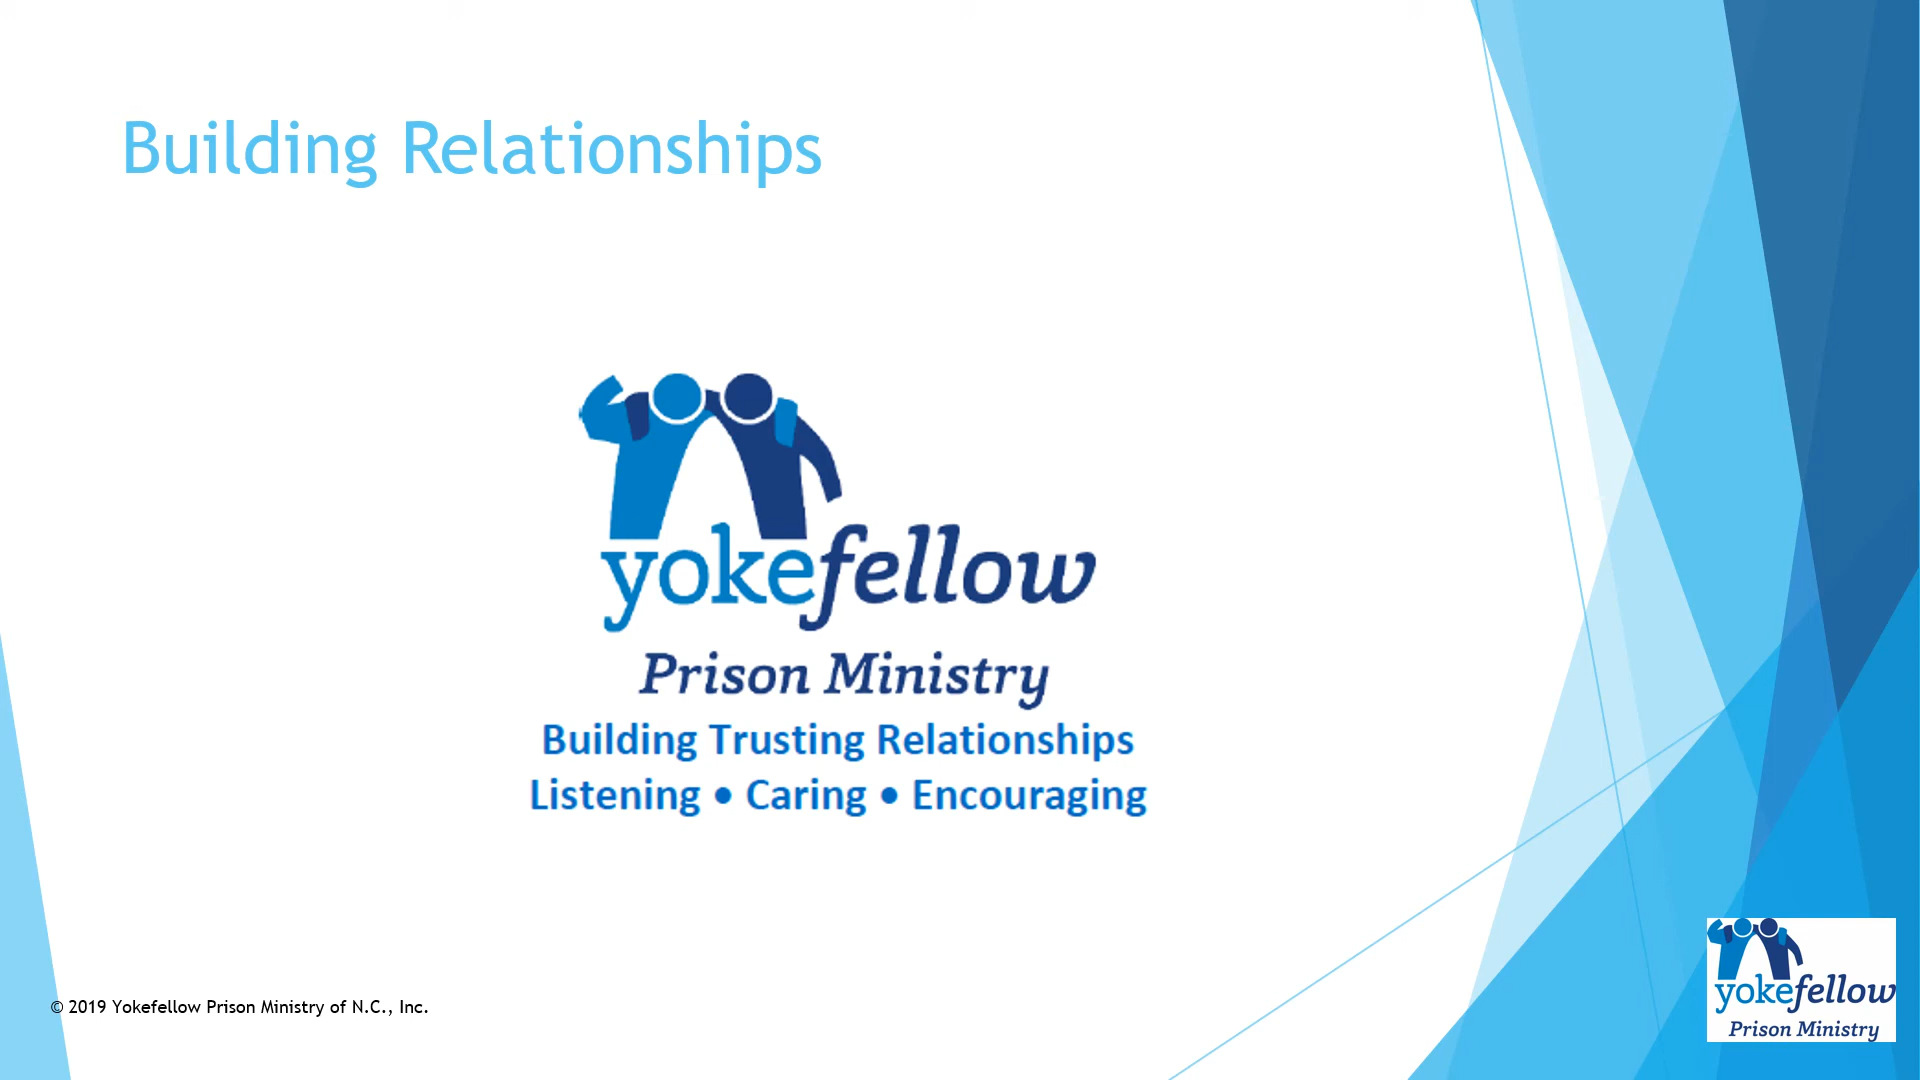 Building Relationships
yokefellow
Prison Ministry
Building Trusting Relationships
Listening • Caring • Encouraging
© 2019 Yokefellow Prison Ministry of N.C., Inc.
yokefellow
Prison Ministry